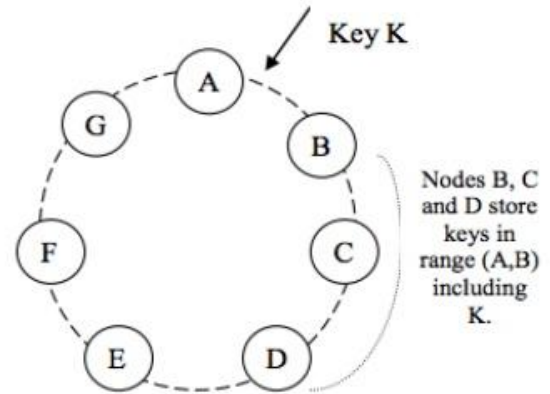 Key K
A
B
C
D
E
F
G
Nodes B, C
and D store
keys in
range (A,B)
including
K.